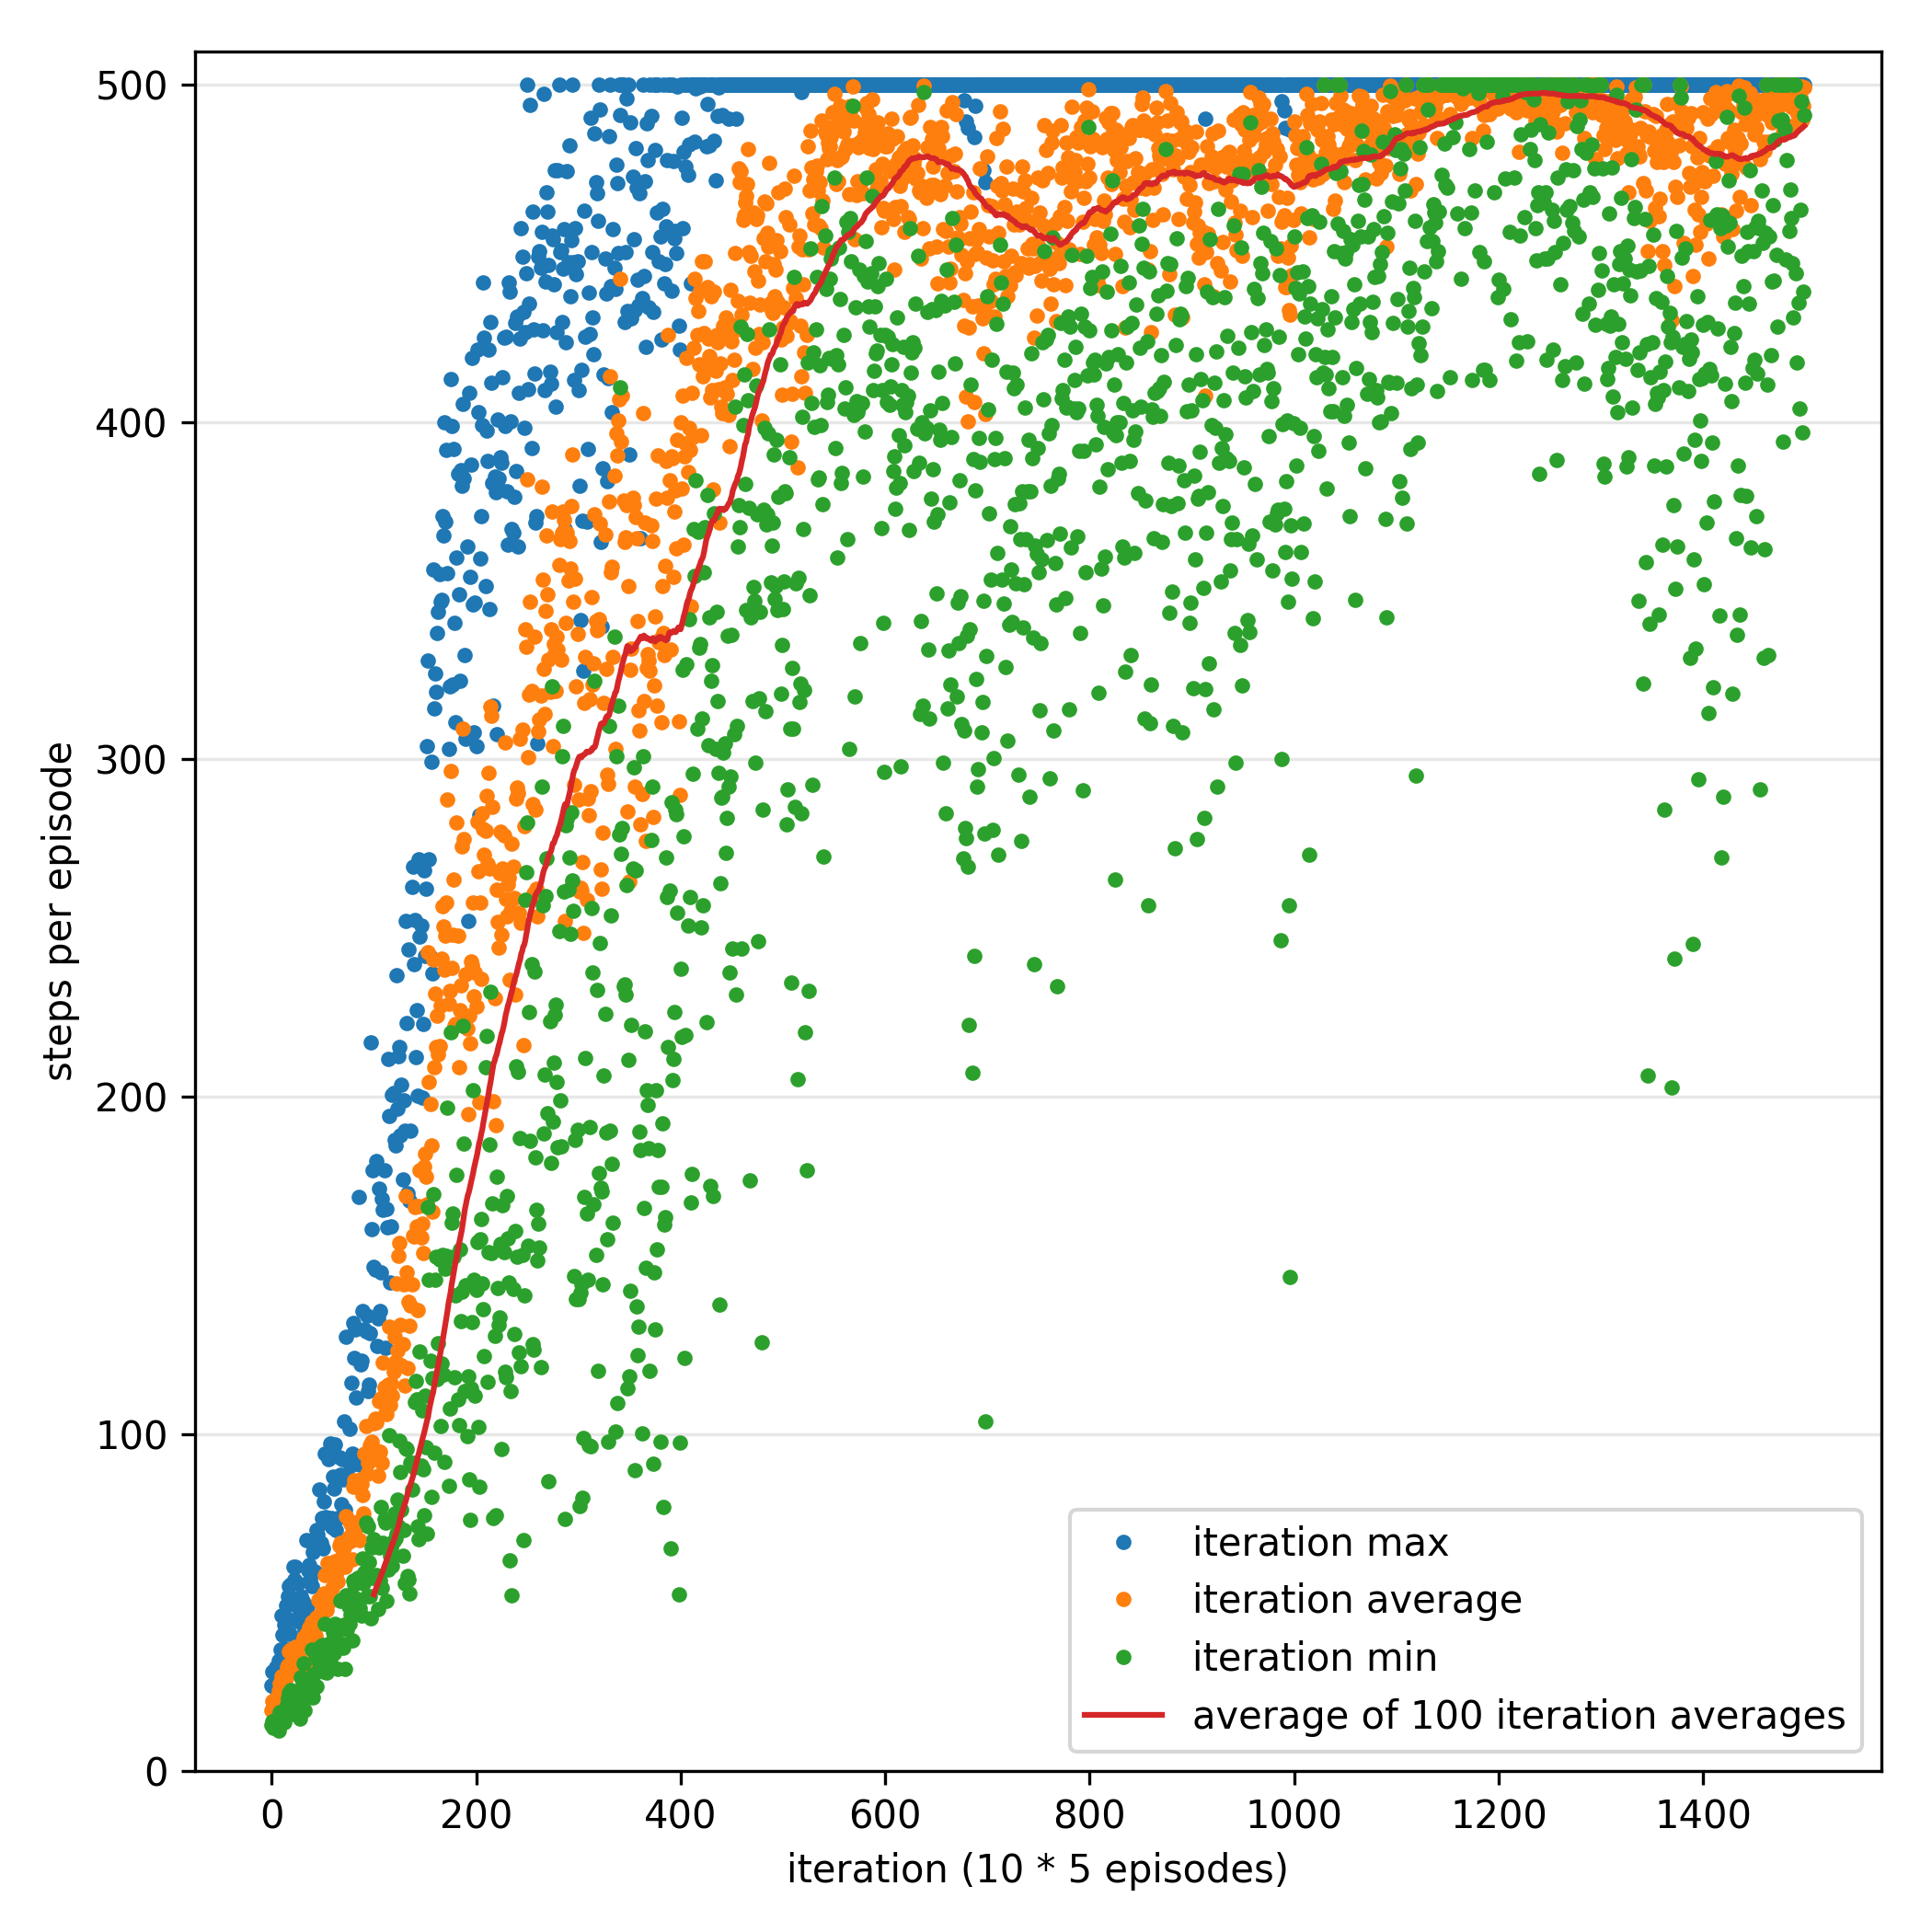 500
400
300
200
100
0
steps per episode
0 200 400 600 800 1000 1200 1400
iteration (10 * 5 episodes)
iteration max
iteration average
iteration min
average of 100 iteration averages